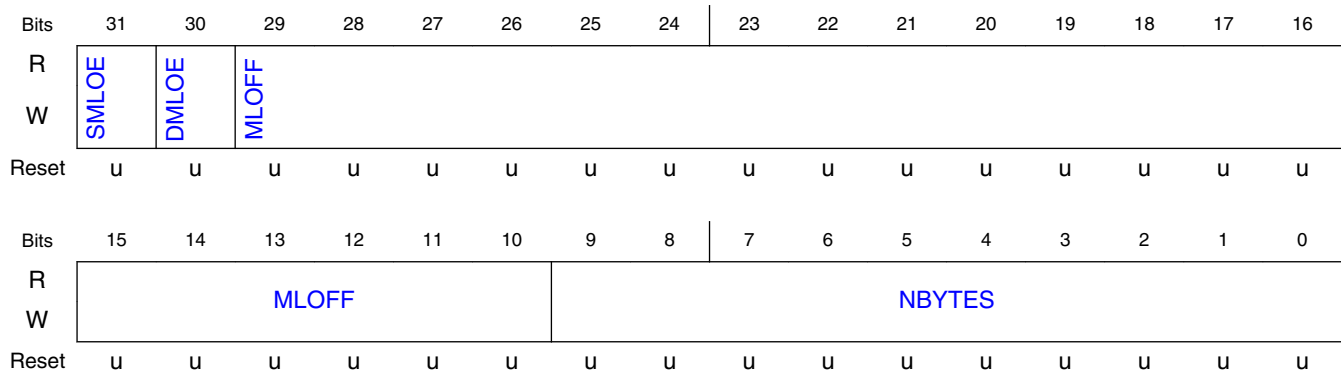 Bits 31 30 29 28 27 26 25 24 23 22 21 20 19 18 17 16
R
W
SMLOE DMLOE MLOFF
Reset u u u u u u u u u u u u u u u u
Bits 15 14 13 12 11 10 9 8 7 6 5 4 3 2 1 0
R
W
MLOFF NBYTES
Reset u u u u u u u u u u u u u u u u